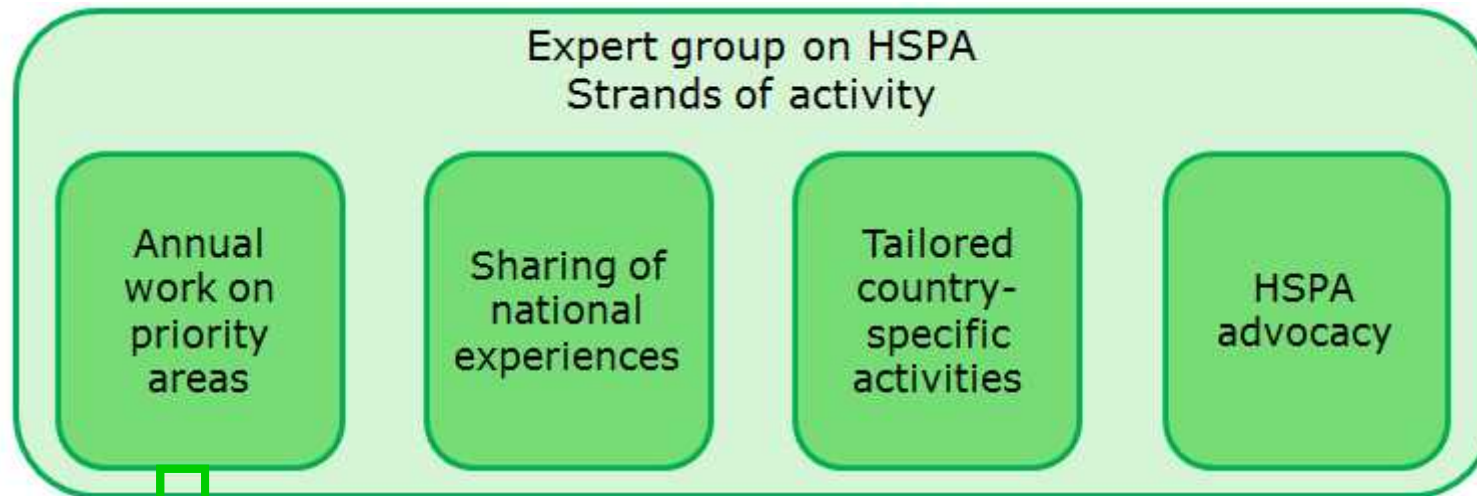 Expert group on HSPA
Strands of activity
Annual
work on
priority
areas
Sharing of
national
experiences
Tailored
country-
specific
activities
HSPA
advocacy